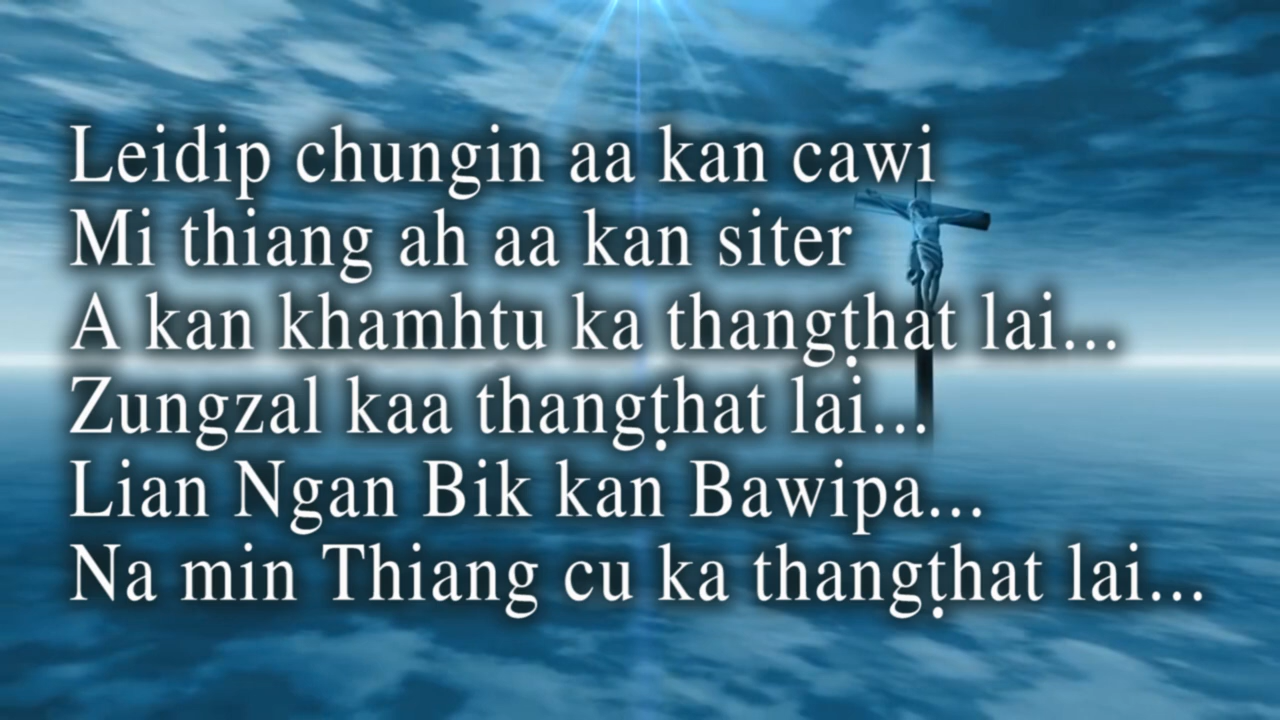 Leidip chungin aa kan cawi
Mi thiang ah aa kan siter
A kan khamhtu ka thangṭhat lai...
Zungzal kaa thangṭhat lai...
Lian Ngan Bik kan Bawipa...
Na min Thiang cu ka thangṭhat lai...